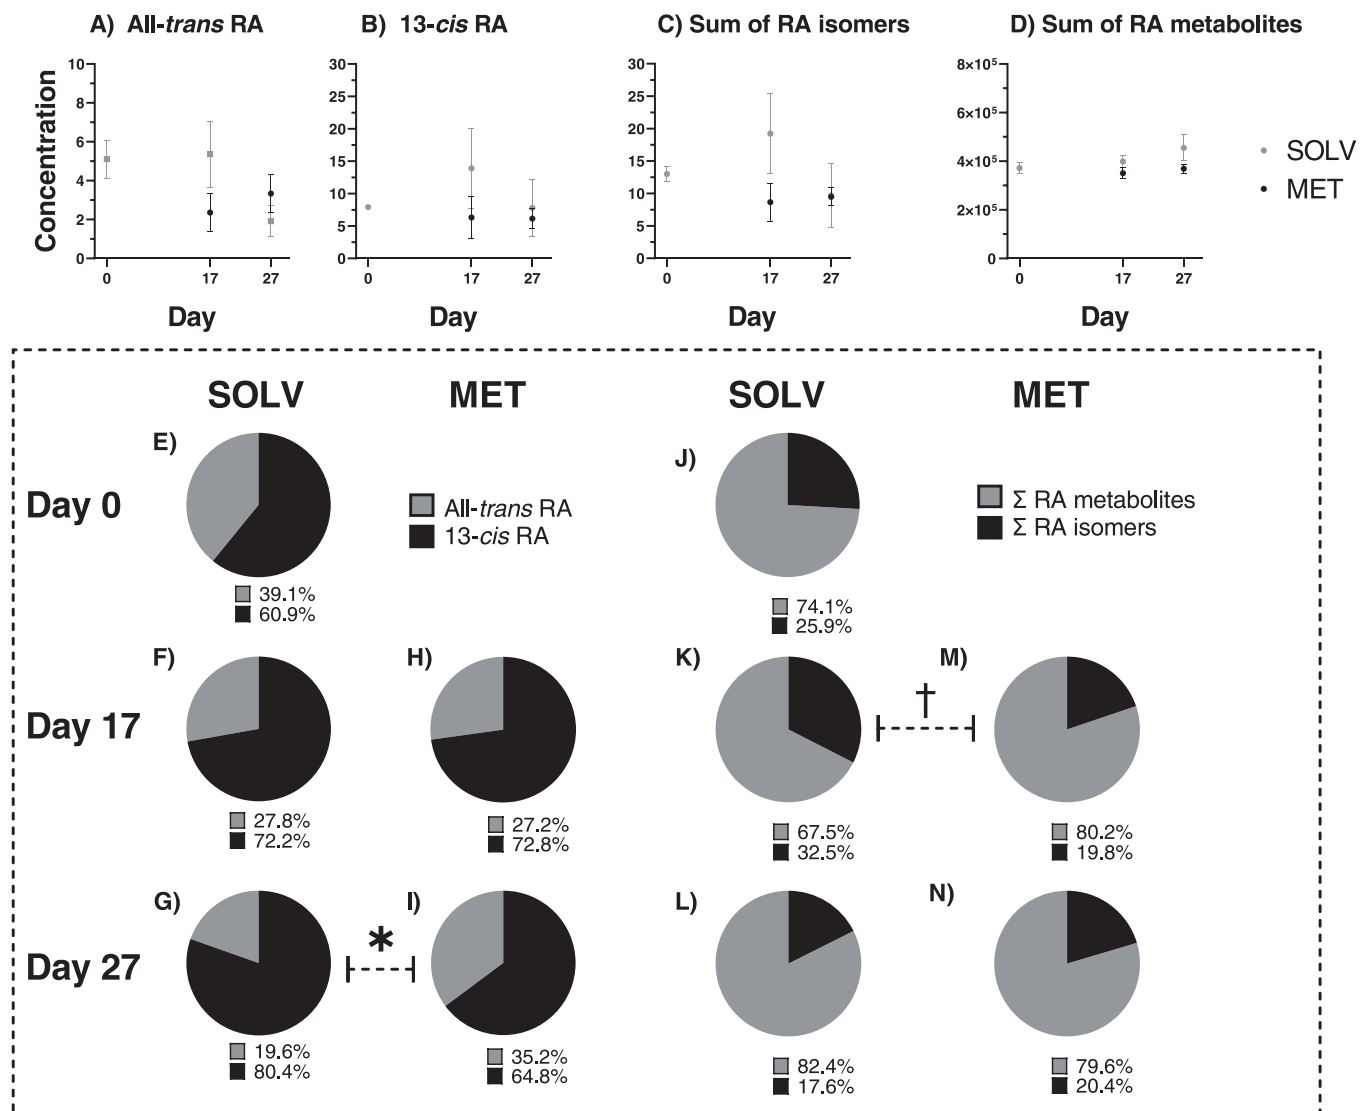 A) All-trans RA
B) 13-cis RA
C) Sum of RA isomers
D) Sum of RA metabolites
Concentration
10
8
6
4
2
0
0 17 27
Day
30
25
20
15
10
5
0
0 17 27
Day
30
25
20
15
10
5
0
0 17 27
Day
8×10⁵
6×10⁵
4×10⁵
2×10⁵
0
0 17 27
Day
SOLV
MET
SOLV MET SOLV MET
Day 0
E)
39.1%
60.9%
All-trans RA
13-cis RA
J)
74.1%
25.9%
Σ RA metabolites
Σ RA isomers
Day 17
F)
27.8%
72.2%
H)
27.2%
72.8%
K)
67.5%
32.5%
†
M)
80.2%
19.8%
Day 27
G)
19.6%
80.4%
*
I)
35.2%
64.8%
L)
82.4%
17.6%
N)
79.6%
20.4%